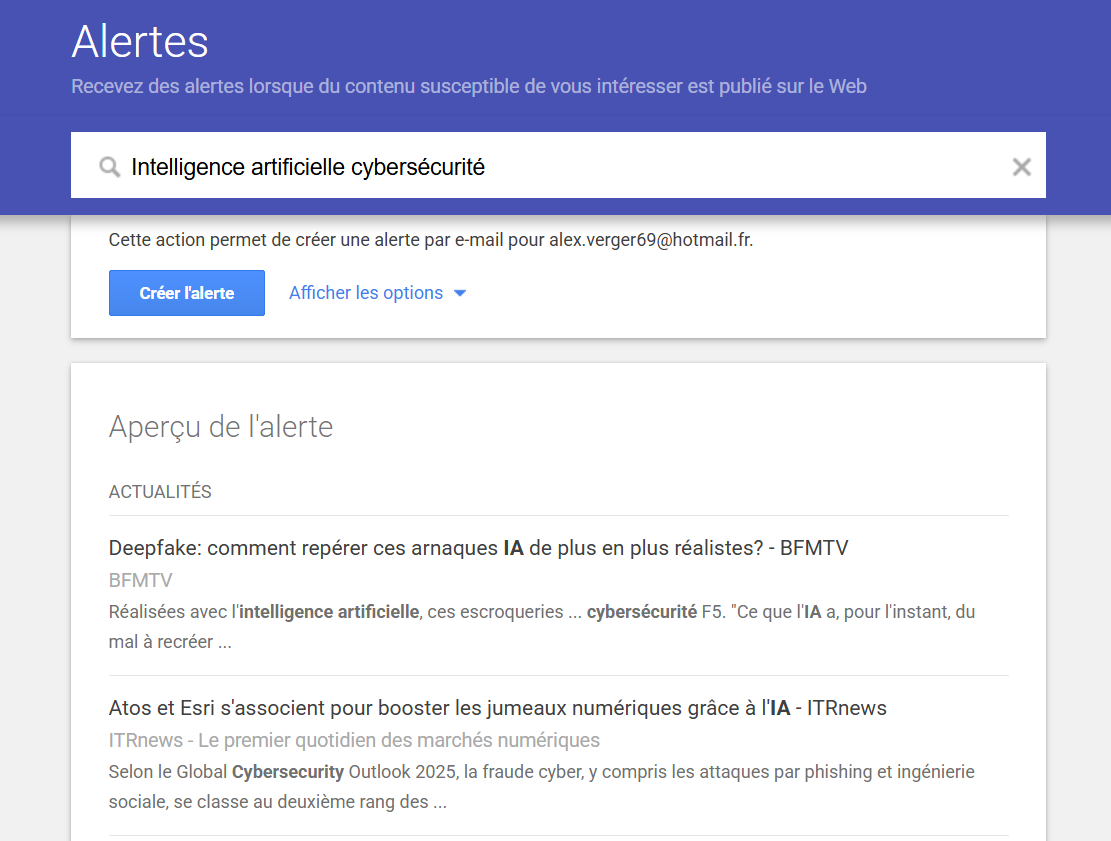 Alertes
Recevez des alertes lorsque du contenu susceptible de vous intéresser est publié sur le Web
Intelligence artificielle cybersécurité
Cette action permet de créer une alerte par e-mail pour alex.verger69@hotmail.fr.
Créer l'alerte Afficher les options
Aperçu de l'alerte
ACTUALITÉS
Deepfake: comment repérer ces arnaques IA de plus en plus réalistes? - BFMTV
BFMTV
Réalisées avec l'intelligence artificielle, ces escroqueries ... cybersécurité F5. "Ce que l'IA a, pour l'instant, du
mal à recréer ...
Atos et Esri s'associent pour booster les jumeaux numériques grâce à l'IA - ITRnews
ITRnews - Le premier quotidien des marchés numériques
Selon le Global Cybersecurity Outlook 2025, la fraude cyber, y compris les attaques par phishing et ingénierie
sociale, se classe au deuxième rang des ...